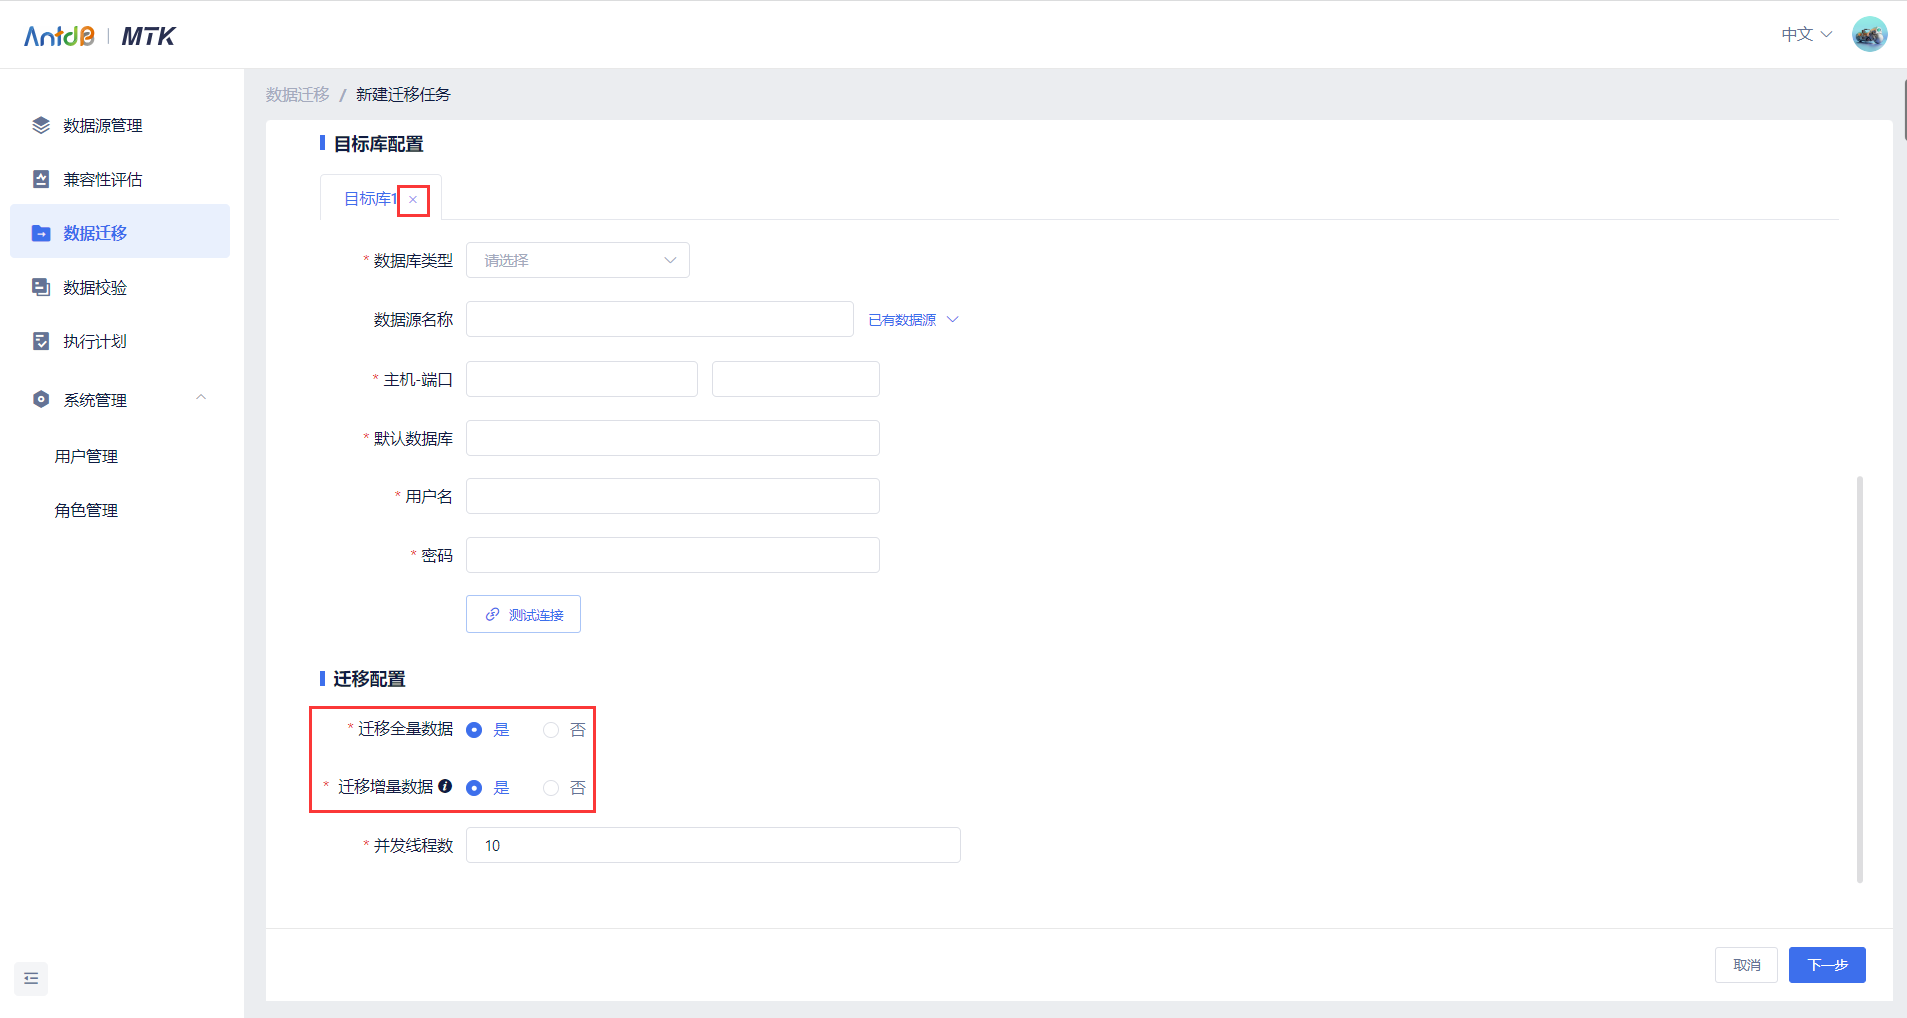 AntdB | MTK
中文
数据源管理
兼容性评估
数据迁移
数据校验
执行计划
系统管理
用户管理
角色管理
数据迁移 / 新建迁移任务
目标库配置
目标库1 ×
* 数据库类型 请选择
数据源名称 已有数据源
* 主机-端口
* 默认数据库
* 用户名
* 密码
测试连接
迁移配置
* 迁移全量数据 是 否
* 迁移增量数据 是 否
* 并发线程数 10
取消 下一步